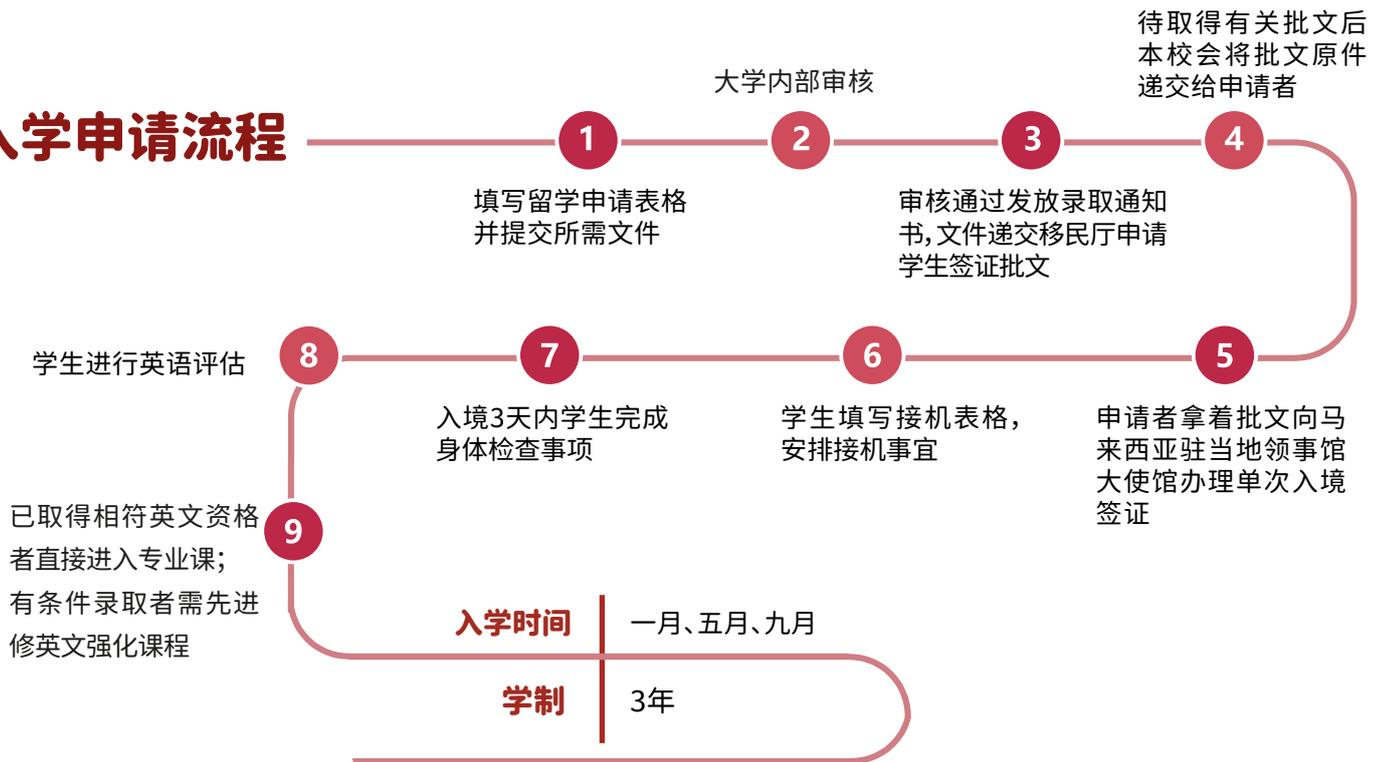 入学申请流程
1
填写留学申请表格
并提交所需文件
大学内部审核
2
3
审核通过发放录取通知
书,文件递交移民厅申请
学生签证批文
待取得有关批文后
本校会将批文原件
递交给申请者
4
5
申请者拿着批文向马
来西亚驻当地领事馆
大使馆办理单次入境
签证
6
学生填写接机表格，
安排接机事宜
7
入境3天内学生完成
身体检查事项
8
学生进行英语评估
9
已取得相符英文资格
者直接进入专业课；
有条件录取者需先进
修英文强化课程
入学时间 一月、五月、九月
学制 3年